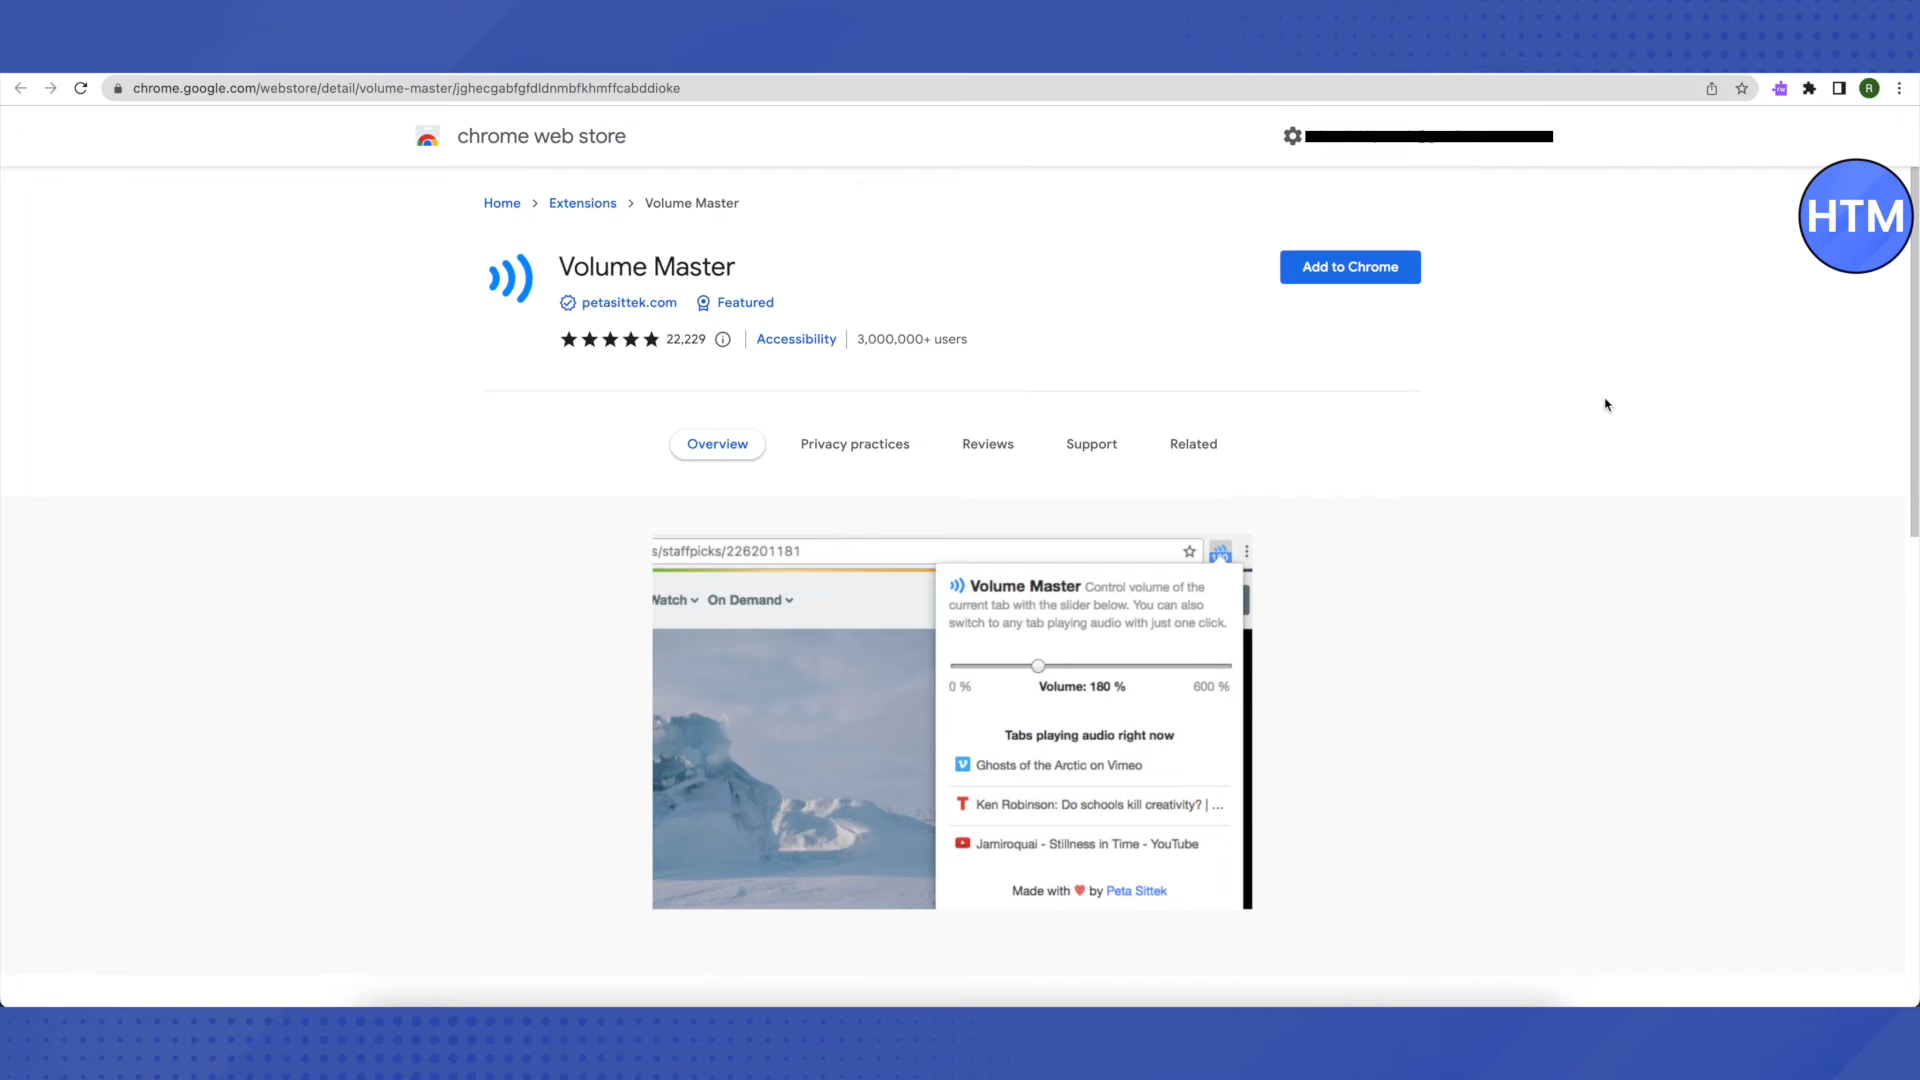 chrome.google.com/webstore/detail/volume-master/jghecgabfgfdldnmbfkhmffcabddioke
rw
R
chrome web store
HTM
Home > Extensions > Volume Master
Volume Master
Add to Chrome
petasittek.com Featured
22,229 Accessibility 3,000,000+ users
Overview Privacy practices Reviews Support Related
s/staffpicks/226201181
180
Volume Master Control volume of the
current tab with the slider below. You can also
switch to any tab playing audio with just one click.
Watch On Demand
0 % Volume: 180 % 600 %
Tabs playing audio right now
Ghosts of the Arctic on Vimeo
Ken Robinson: Do schools kill creativity? | ...
Jamiroquai - Stillness in Time - YouTube
Made with ♥ by Peta Sittek